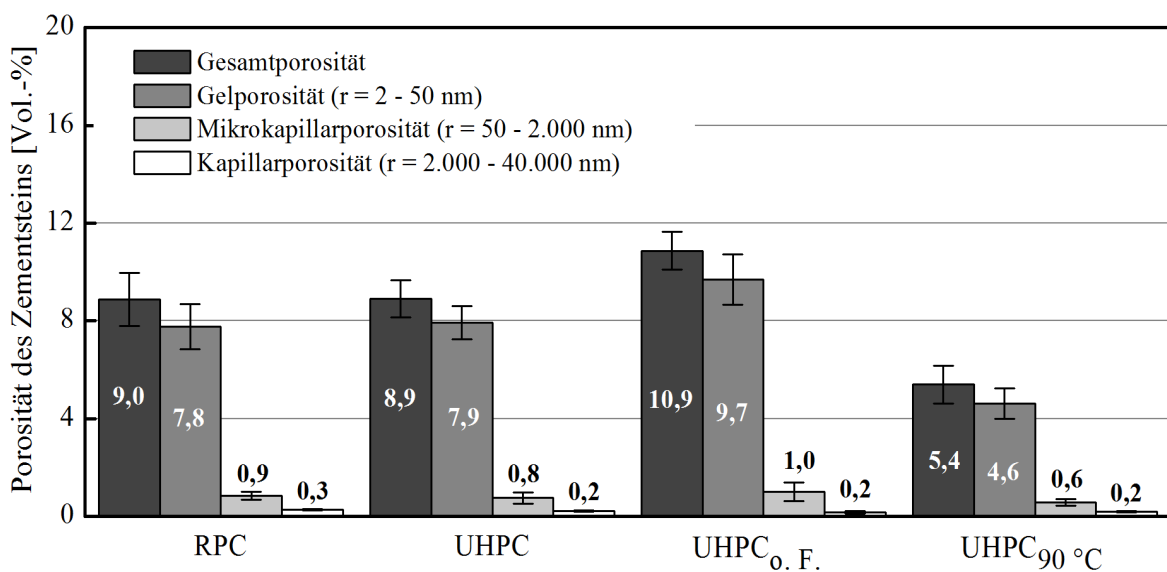 Porosität des Zementsteins [Vol.-%]
20
16
12
8
4
0
Gesamtporosität
Gelporosität (r = 2 - 50 nm)
Mikrokapillarporosität (r = 50 - 2.000 nm)
Kapillarporosität (r = 2.000 - 40.000 nm)
9,0
7,8
0,9
0,3
8,9
7,9
0,8
0,2
10,9
9,7
1,0
0,2
5,4
4,6
0,6
0,2
RPC
UHPC
UHPCo. F.
UHPC90 °C